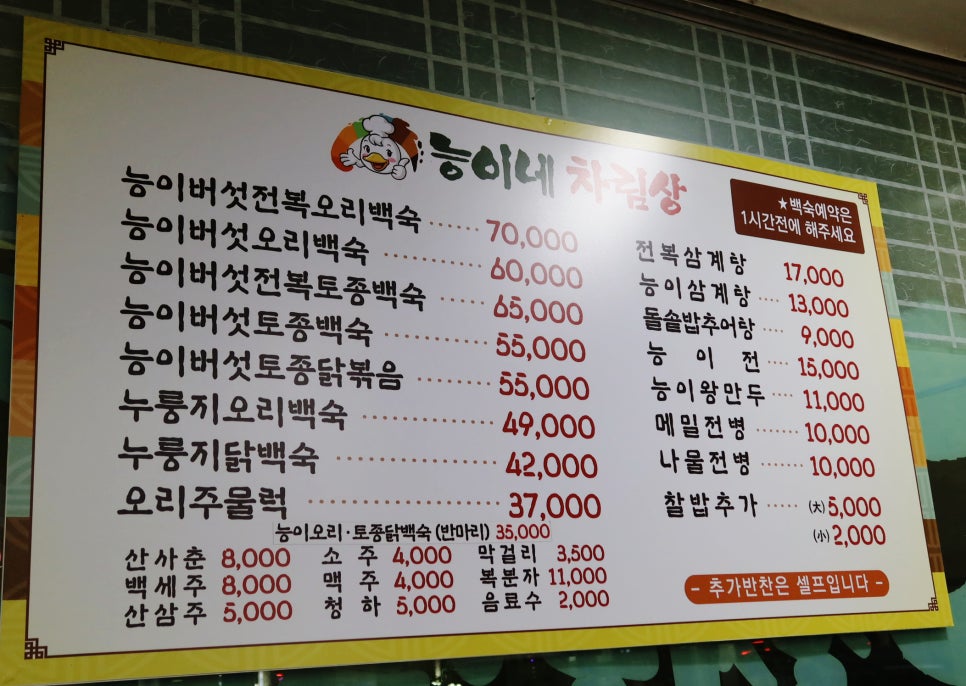 능이네 차림상
★백숙예약은
1시간전에 해주세요
능이버섯전복오리백숙 ...... 70,000
능이버섯오리백숙 ........ 60,000
능이버섯전복토종백숙 ..... 65,000
능이버섯토종백숙 ........ 55,000
능이버섯토종닭볶음 ....... 55,000
누룽지오리백숙 ............ 49,000
누룽지닭백숙 .............. 42,000
오리주물럭 ................ 37,000
능이오리·토종닭백숙 (반마리) 35,000
전복삼계탕 17,000
능이삼계탕 .... 13,000
돌솥밥추어탕 .... 9,000
능이전 ..... 15,000
능이왕만두 .... 11,000
메밀전병 ...... 10,000
나물전병 ...... 10,000
찰밥추가 ..... (大) 5,000
(小) 2,000
산사춘 8,000 소주 4,000 막걸리 3,500
백세주 8,000 맥주 4,000 복분자 11,000
산삼주 5,000 청하 5,000 음료수 2,000
- 추가반찬은 셀프입니다 -